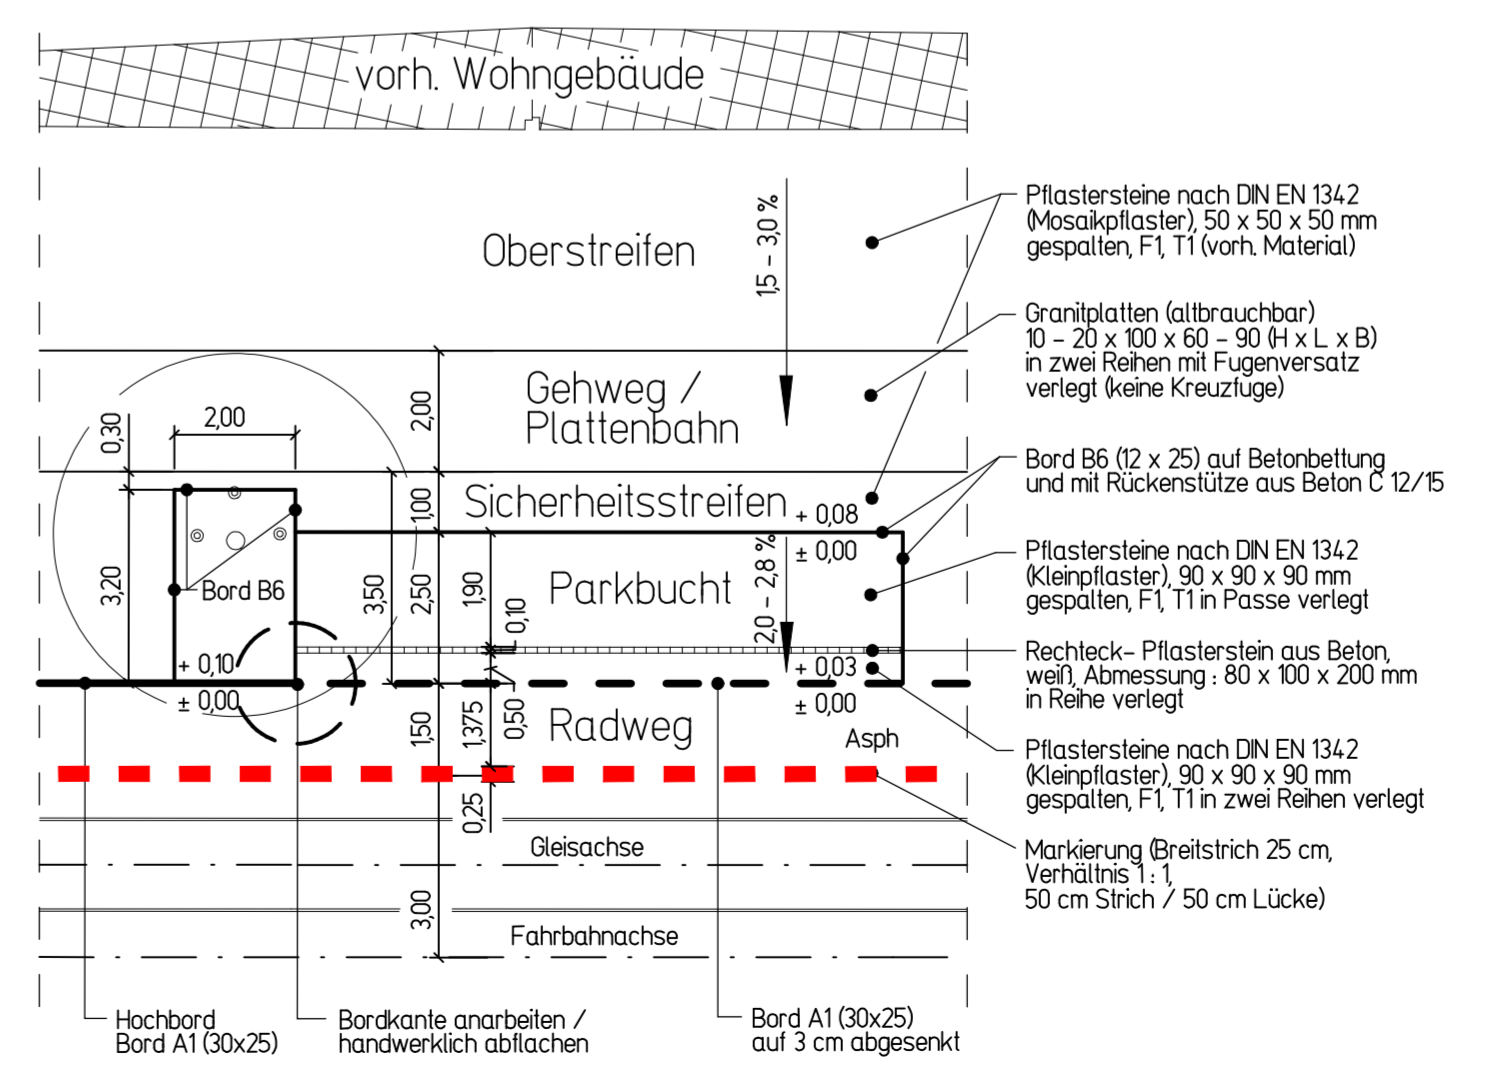 vorh. Wohngebäude
Oberstreifen
1,5 - 3,0 %
Gehweg /
Plattenbahn
2,00
0,30
2,00
Sicherheitsstreifen
1,00
+ 0,08
± 0,00
3,20
Bord B6
3,50
2,50
1,90
0,10
Parkbucht
2,0 - 2,8 %
+ 0,10
± 0,00
+ 0,03
± 0,00
1,50
1,375
0,50
Radweg
Asph
0,25
Gleisachse
3,00
Fahrbahnachse
Pflastersteine nach DIN EN 1342
(Mosaikpflaster), 50 x 50 x 50 mm
gespalten, F1, T1 (vorh. Material)
Granitplatten (altbrauchbar)
10 - 20 x 100 x 60 - 90 (H x L x B)
in zwei Reihen mit Fugenversatz
verlegt (keine Kreuzfuge)
Bord B6 (12 x 25) auf Betonbettung
und mit Rückenstütze aus Beton C 12/15
Pflastersteine nach DIN EN 1342
(Kleinpflaster), 90 x 90 x 90 mm
gespalten, F1, T1 in Passe verlegt
Rechteck- Pflasterstein aus Beton,
weiß, Abmessung : 80 x 100 x 200 mm
in Reihe verlegt
Pflastersteine nach DIN EN 1342
(Kleinpflaster), 90 x 90 x 90 mm
gespalten, F1, T1 in zwei Reihen verlegt
Markierung (Breitstrich 25 cm,
Verhältnis 1 : 1,
50 cm Strich / 50 cm Lücke)
Hochbord
Bord A1 (30x25)
Bordkante anarbeiten /
handwerklich abflachen
Bord A1 (30x25)
auf 3 cm abgesenkt